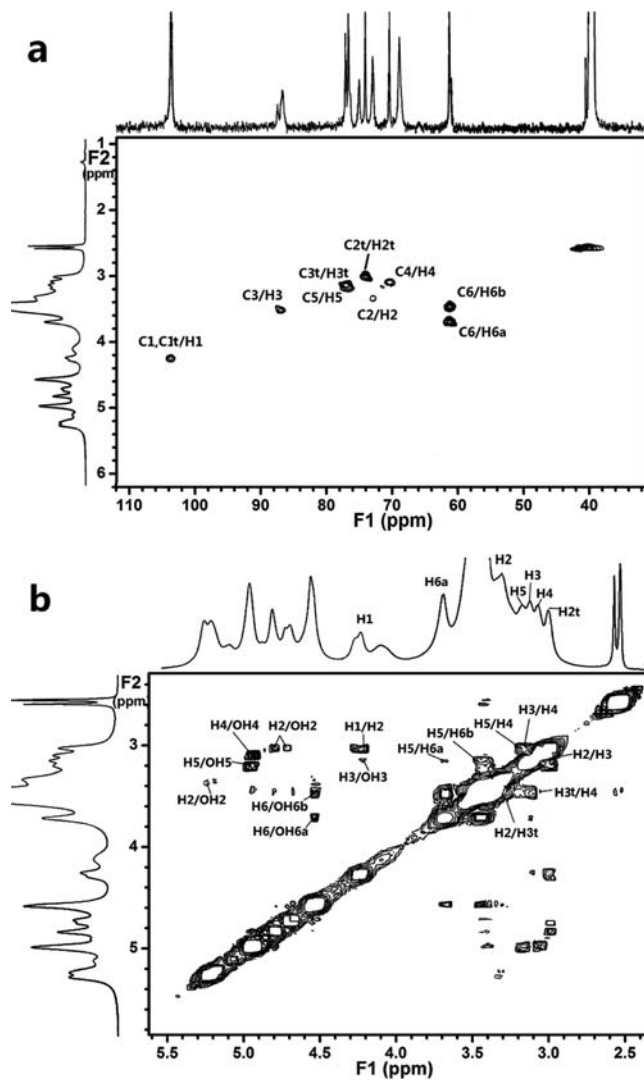 a
1
F2
(ppm)
2
C2t/H2t
C3t/H3t
C4/H4
3
C3/H3
C5/H5
C6/H6b
C2/H2
C6/H6a
C1,C1t/H1
4
5
6
110 100 90 80 70 60 50 40
F1 (ppm)
b
H2
H6a
H3
H5
H4
H1
H2t
F2
(ppm)
H3/H4
H4/OH4 H2/OH2 H1/H2 H5/H6b H5/H4
3
H5/OH5
H5/H6a
H2/H3
H3/OH3
H2/OH2
H6/OH6b
H3t/H4
H2/H3t
H6/OH6a
4
5
5.5 5.0 4.5 4.0 3.5 3.0 2.5
F1 (ppm)